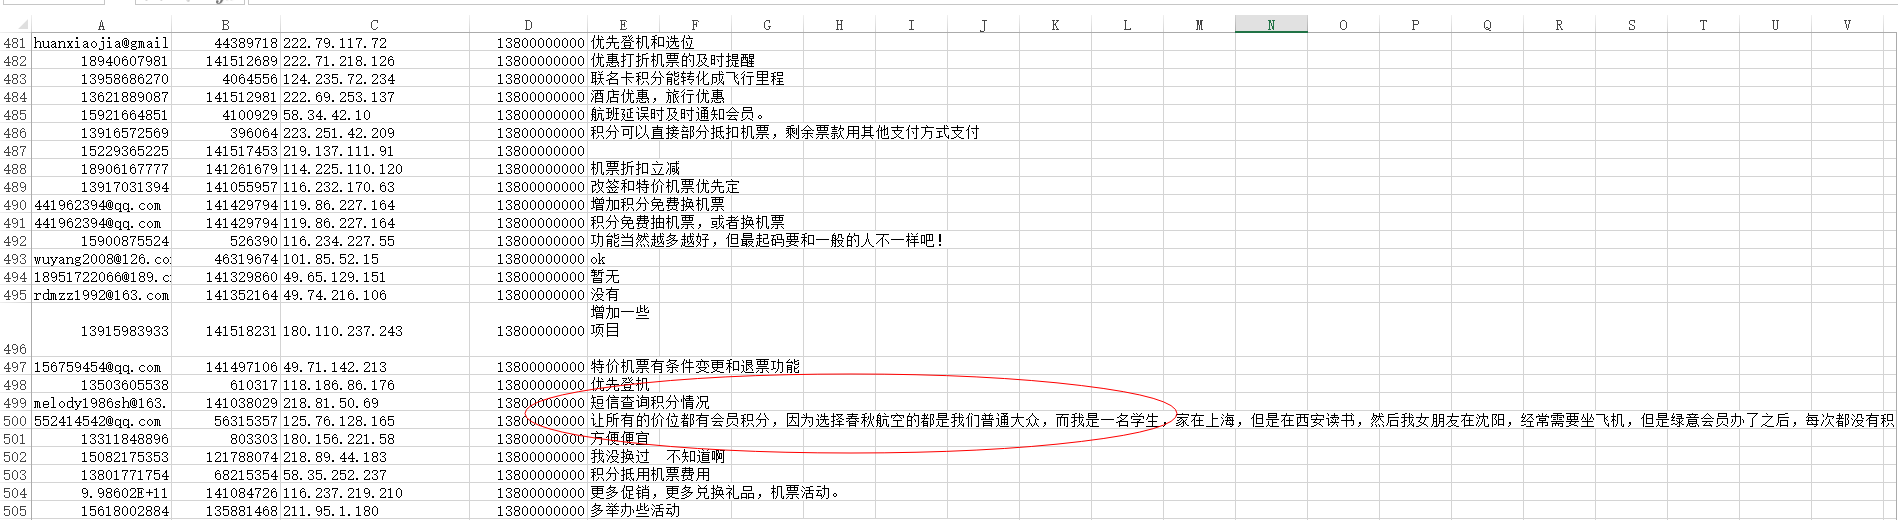 A B C D E F G H I J K L M N O P Q R S T U V
481 huanxiaojia@gmail 44389718 222.79.117.72 13800000000 优先登机和选位
482 18940607981 141512689 222.71.218.126 13800000000 优惠打折机票的及时提醒
483 13958686270 4064556 124.235.72.234 13800000000 联名卡积分能转化成飞行里程
484 13621889087 141512981 222.69.253.137 13800000000 酒店优惠，旅行优惠
485 15921664851 4100929 58.34.42.10 13800000000 航班延误时及时通知会员。
486 13916572569 396064 223.251.42.209 13800000000 积分可以直接部分抵扣机票，剩余票款用其他支付方式支付
487 15229365225 141517453 219.137.111.91 13800000000
488 18906167777 141261679 114.225.110.120 13800000000 机票折扣立减
489 13917031394 141055957 116.232.170.63 13800000000 改签和特价机票优先定
490 441962394@qq.com 141429794 119.86.227.164 13800000000 增加积分免费换机票
491 441962394@qq.com 141429794 119.86.227.164 13800000000 积分免费抽机票，或者换机票
492 15900875524 526390 116.234.227.55 13800000000 功能当然越多越好，但最起码要和一般的人不一样吧！
493 wuyang2008@126.co 46319674 101.85.52.15 13800000000 ok
494 18951722066@189.c 141329860 49.65.129.151 13800000000 暂无
495 rdmzz1992@163.com 141352164 49.74.216.106 13800000000 没有
增加一些
13915983933 141518231 180.110.237.243 13800000000 项目
496
497 156759454@qq.com 141497106 49.71.142.213 13800000000 特价机票有条件变更和退票功能
498 13503605538 610317 118.186.86.176 13800000000 优先登机
499 melody1986sh@163. 141038029 218.81.50.69 13800000000 短信查询积分情况
500 552414542@qq.com 56315357 125.76.128.165 13800000000 让所有的价位都有会员积分，因为选择春秋航空的都是我们普通大众，而我是一名学生，家在上海，但是在西安读书，然后我女朋友在沈阳，经常需要坐飞机，但是绿意会员办了之后，每次都没有积
501 13311848896 803303 180.156.221.58 13800000000 方便便宜
502 15082175353 121788074 218.89.44.183 13800000000 我没换过 不知道啊
503 13801771754 68215354 58.35.252.237 13800000000 积分抵用机票费用
504 9.98602E+11 141084726 116.237.219.210 13800000000 更多促销，更多兑换礼品，机票活动。
505 15618002884 135881468 211.95.1.180 13800000000 多举办些活动